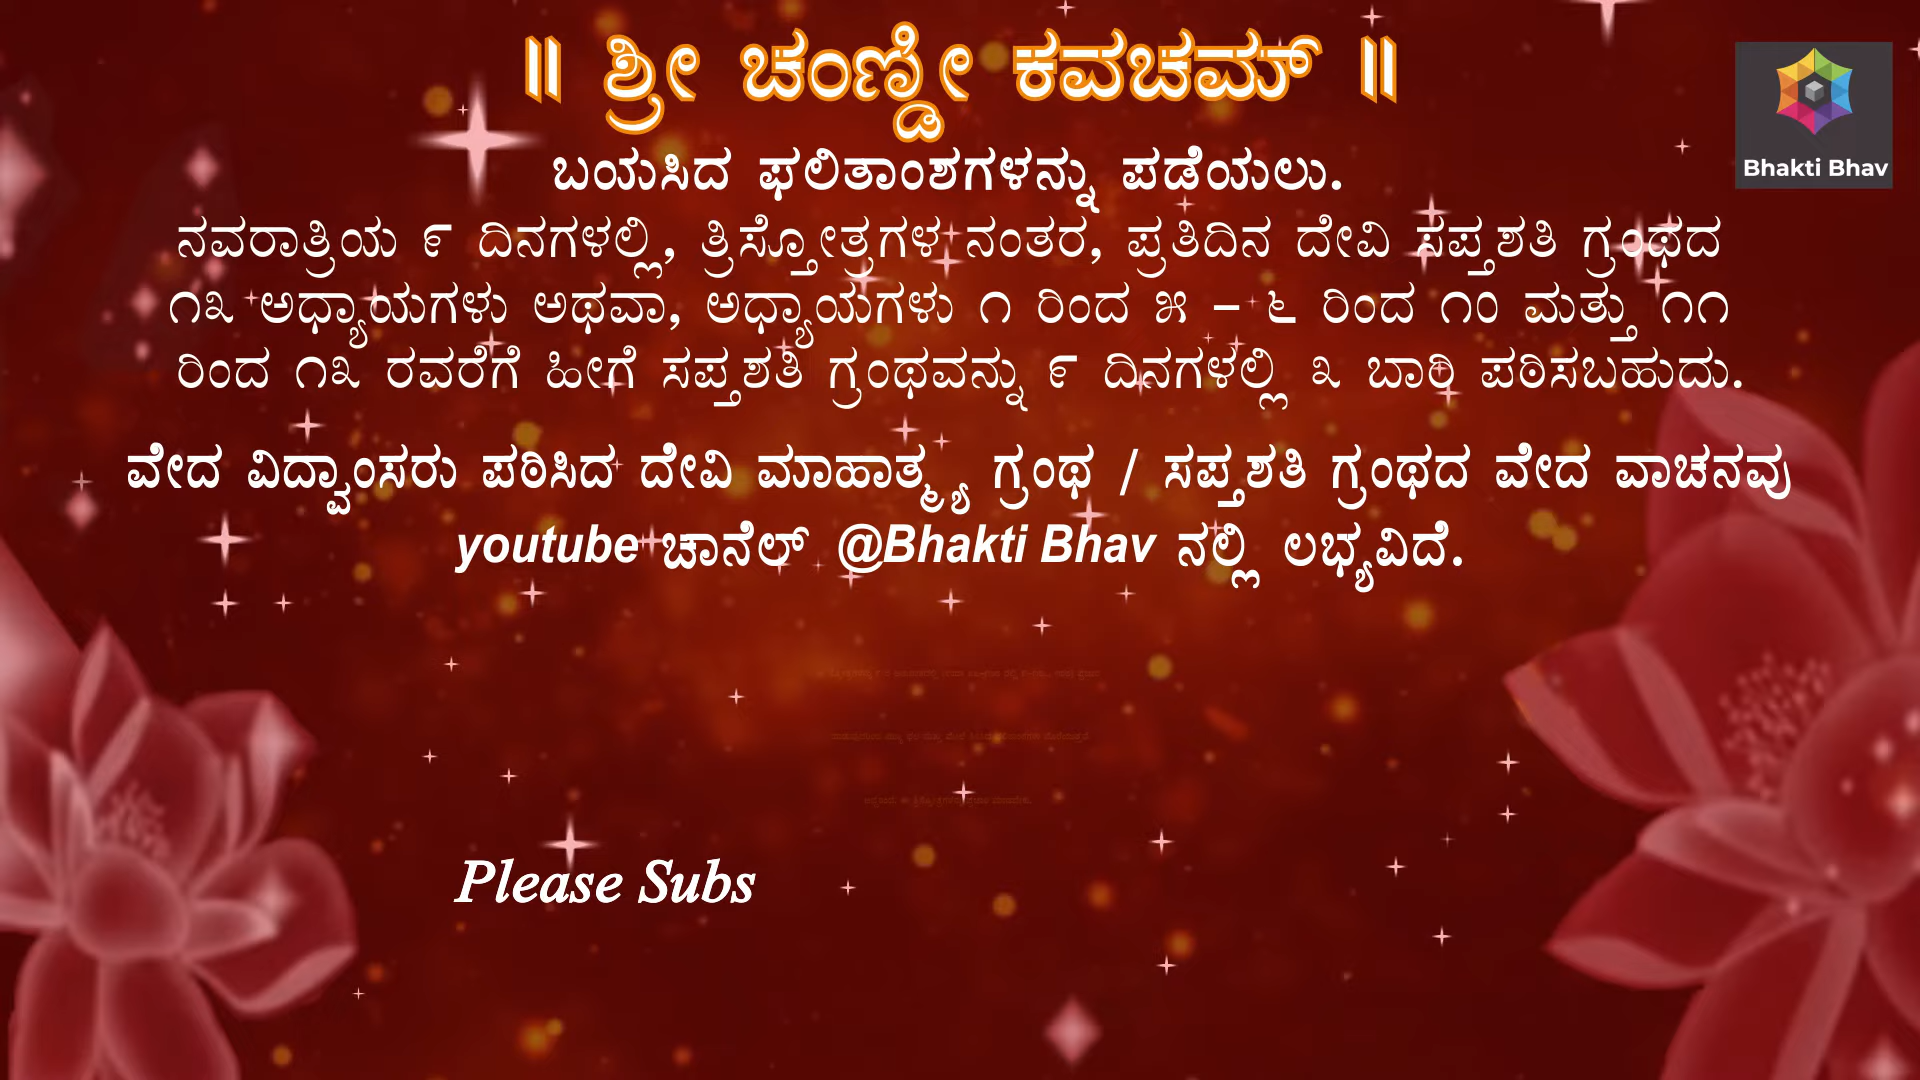 ॥ ಶ್ರೀ ಚಂಣ್ಡೀ ಕವಚಮ್ ॥
Bhakti Bhav
ಬಯಸಿದ ಫಲಿತಾಂಶಗಳನ್ನು ಪಡೆಯಲು.
ನವರಾತ್ರಿಯ ೯ ದಿನಗಳಲ್ಲಿ, ತ್ರಿಸ್ತೋತ್ರಗಳ ನಂತರ, ಪ್ರತಿದಿನ ದೇವಿ ಸಪ್ತಶತಿ ಗ್ರಂಥದ
೧೩ ಅಧ್ಯಾಯಗಳು ಅಥವಾ, ಅಧ್ಯಾಯಗಳು ೧ ರಿಂದ ೫ – ೬ ರಿಂದ ೧೦ ಮತ್ತು ೧೧
ರಿಂದ ೧೩ ರವರೆಗೆ ಹೀಗೆ ಸಪ್ತಶತಿ ಗ್ರಂಥವನ್ನು ೯ ದಿನಗಳಲ್ಲಿ ೩ ಬಾರಿ ಪಠಿಸಬಹುದು.
ವೇದ ವಿದ್ವಾಂಸರು ಪಠಿಸಿದ ದೇವಿ ಮಾಹಾತ್ಮ್ಯ ಗ್ರಂಥ / ಸಪ್ತಶತಿ ಗ್ರಂಥದ ವೇದ ವಾಚನವು
youtube ಚಾನೆಲ್ @Bhakti Bhav ನಲ್ಲಿ ಲಭ್ಯವಿದೆ.
Please Subs